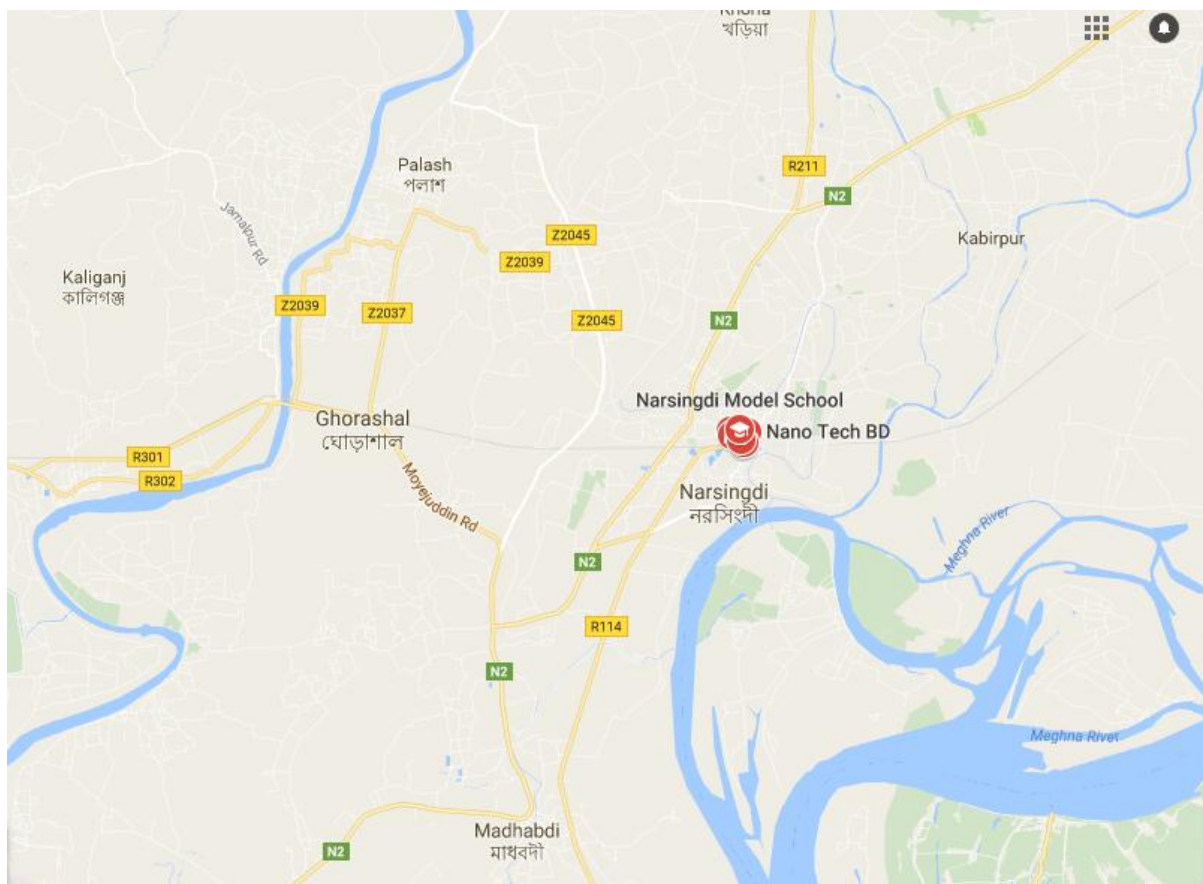 খড়িয়া
R211
Palash
পলাশ
N2
Jamalpur Rd
Z2045
Kabirpur
Z2039
Kaliganj
কালিগঞ্জ
Z2039
Z2037
Z2045
N2
Narsingdi Model School
Nano Tech BD
Ghorashal
ঘোড়াশাল
R301
R302
Moyejuddin Rd
Narsingdi
নরসিংদী
Meghna River
N2
R114
N2
Meghna River
Madhabdi
মাধবদী
N2